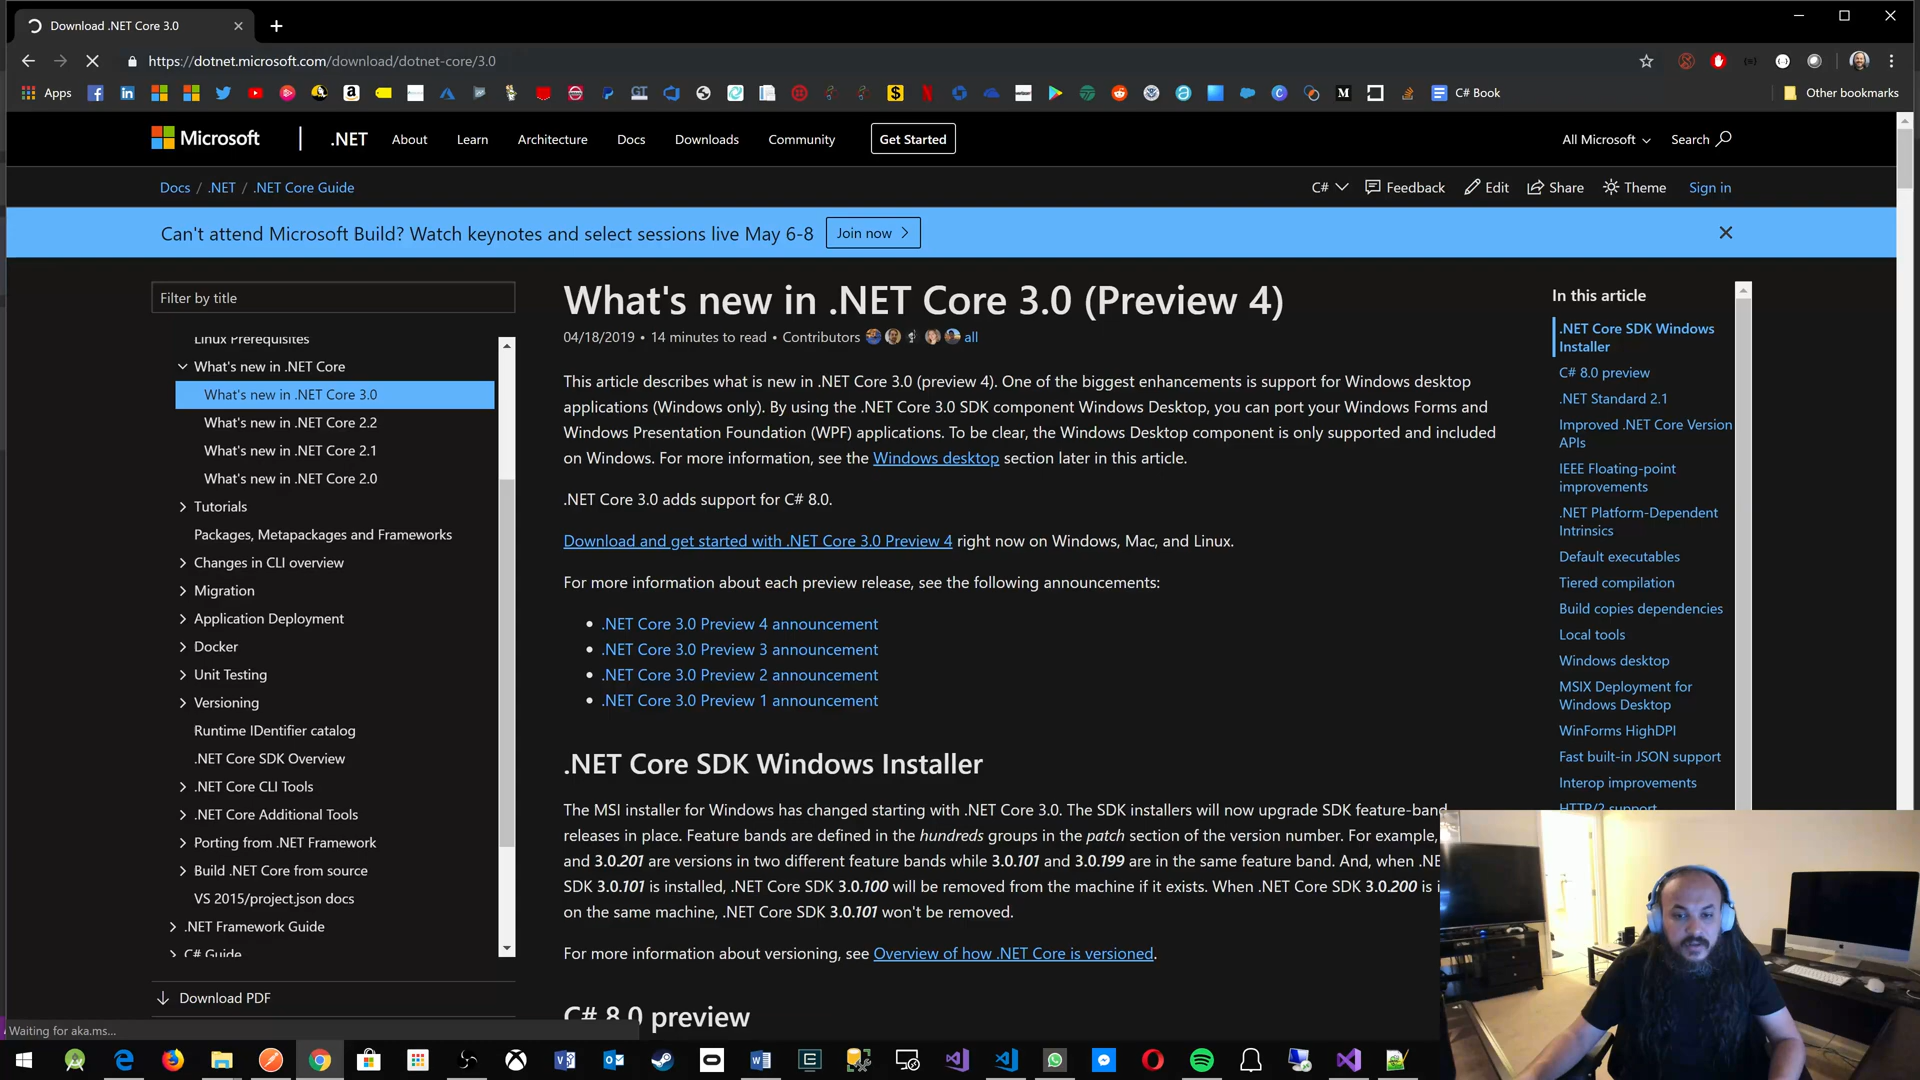 Download .NET Core 3.0
https://dotnet.microsoft.com/download/dotnet-core/3.0
Apps
C# Book
Other bookmarks
Microsoft
.NET
About
Learn
Architecture
Docs
Downloads
Community
Get Started
All Microsoft
Search
Docs / .NET / .NET Core Guide
C#
Feedback
Edit
Share
Theme
Sign in
Can't attend Microsoft Build? Watch keynotes and select sessions live May 6-8
Join now
Filter by title
Linux Prerequisites
What's new in .NET Core
What's new in .NET Core 3.0
What's new in .NET Core 2.2
What's new in .NET Core 2.1
What's new in .NET Core 2.0
Tutorials
Packages, Metapackages and Frameworks
Changes in CLI overview
Migration
Application Deployment
Docker
Unit Testing
Versioning
Runtime IDentifier catalog
.NET Core SDK Overview
.NET Core CLI Tools
.NET Core Additional Tools
Porting from .NET Framework
Build .NET Core from source
VS 2015/project.json docs
.NET Framework Guide
C# Guide
Download PDF
Waiting for aka.ms...
What's new in .NET Core 3.0 (Preview 4)
04/18/2019 • 14 minutes to read • Contributors all
This article describes what is new in .NET Core 3.0 (preview 4). One of the biggest enhancements is support for Windows desktop
applications (Windows only). By using the .NET Core 3.0 SDK component Windows Desktop, you can port your Windows Forms and
Windows Presentation Foundation (WPF) applications. To be clear, the Windows Desktop component is only supported and included
on Windows. For more information, see the Windows desktop section later in this article.
.NET Core 3.0 adds support for C# 8.0.
Download and get started with .NET Core 3.0 Preview 4 right now on Windows, Mac, and Linux.
For more information about each preview release, see the following announcements:
• .NET Core 3.0 Preview 4 announcement
• .NET Core 3.0 Preview 3 announcement
• .NET Core 3.0 Preview 2 announcement
• .NET Core 3.0 Preview 1 announcement
.NET Core SDK Windows Installer
The MSI installer for Windows has changed starting with .NET Core 3.0. The SDK installers will now upgrade SDK feature-band
releases in place. Feature bands are defined in the hundreds groups in the patch section of the version number. For example,
and 3.0.201 are versions in two different feature bands while 3.0.101 and 3.0.199 are in the same feature band. And, when .NE
SDK 3.0.101 is installed, .NET Core SDK 3.0.100 will be removed from the machine if it exists. When .NET Core SDK 3.0.200 is i
on the same machine, .NET Core SDK 3.0.101 won't be removed.
For more information about versioning, see Overview of how .NET Core is versioned.
C# 8.0 preview
In this article
.NET Core SDK Windows
Installer
C# 8.0 preview
.NET Standard 2.1
Improved .NET Core Version
APIs
IEEE Floating-point
improvements
.NET Platform-Dependent
Intrinsics
Default executables
Tiered compilation
Build copies dependencies
Local tools
Windows desktop
MSIX Deployment for
Windows Desktop
WinForms HighDPI
Fast built-in JSON support
Interop improvements
HTTP/2 support